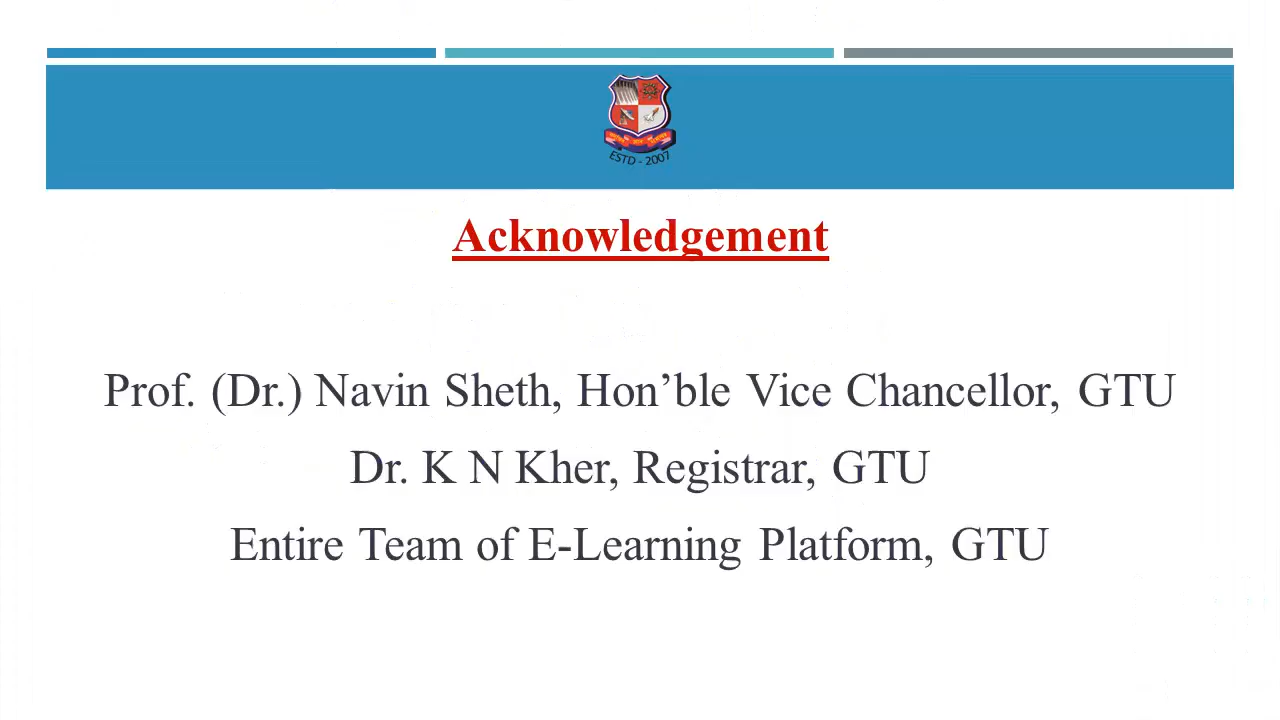 ESTD - 2007
Acknowledgement
Prof. (Dr.) Navin Sheth, Hon’ble Vice Chancellor, GTU
Dr. K N Kher, Registrar, GTU
Entire Team of E-Learning Platform, GTU